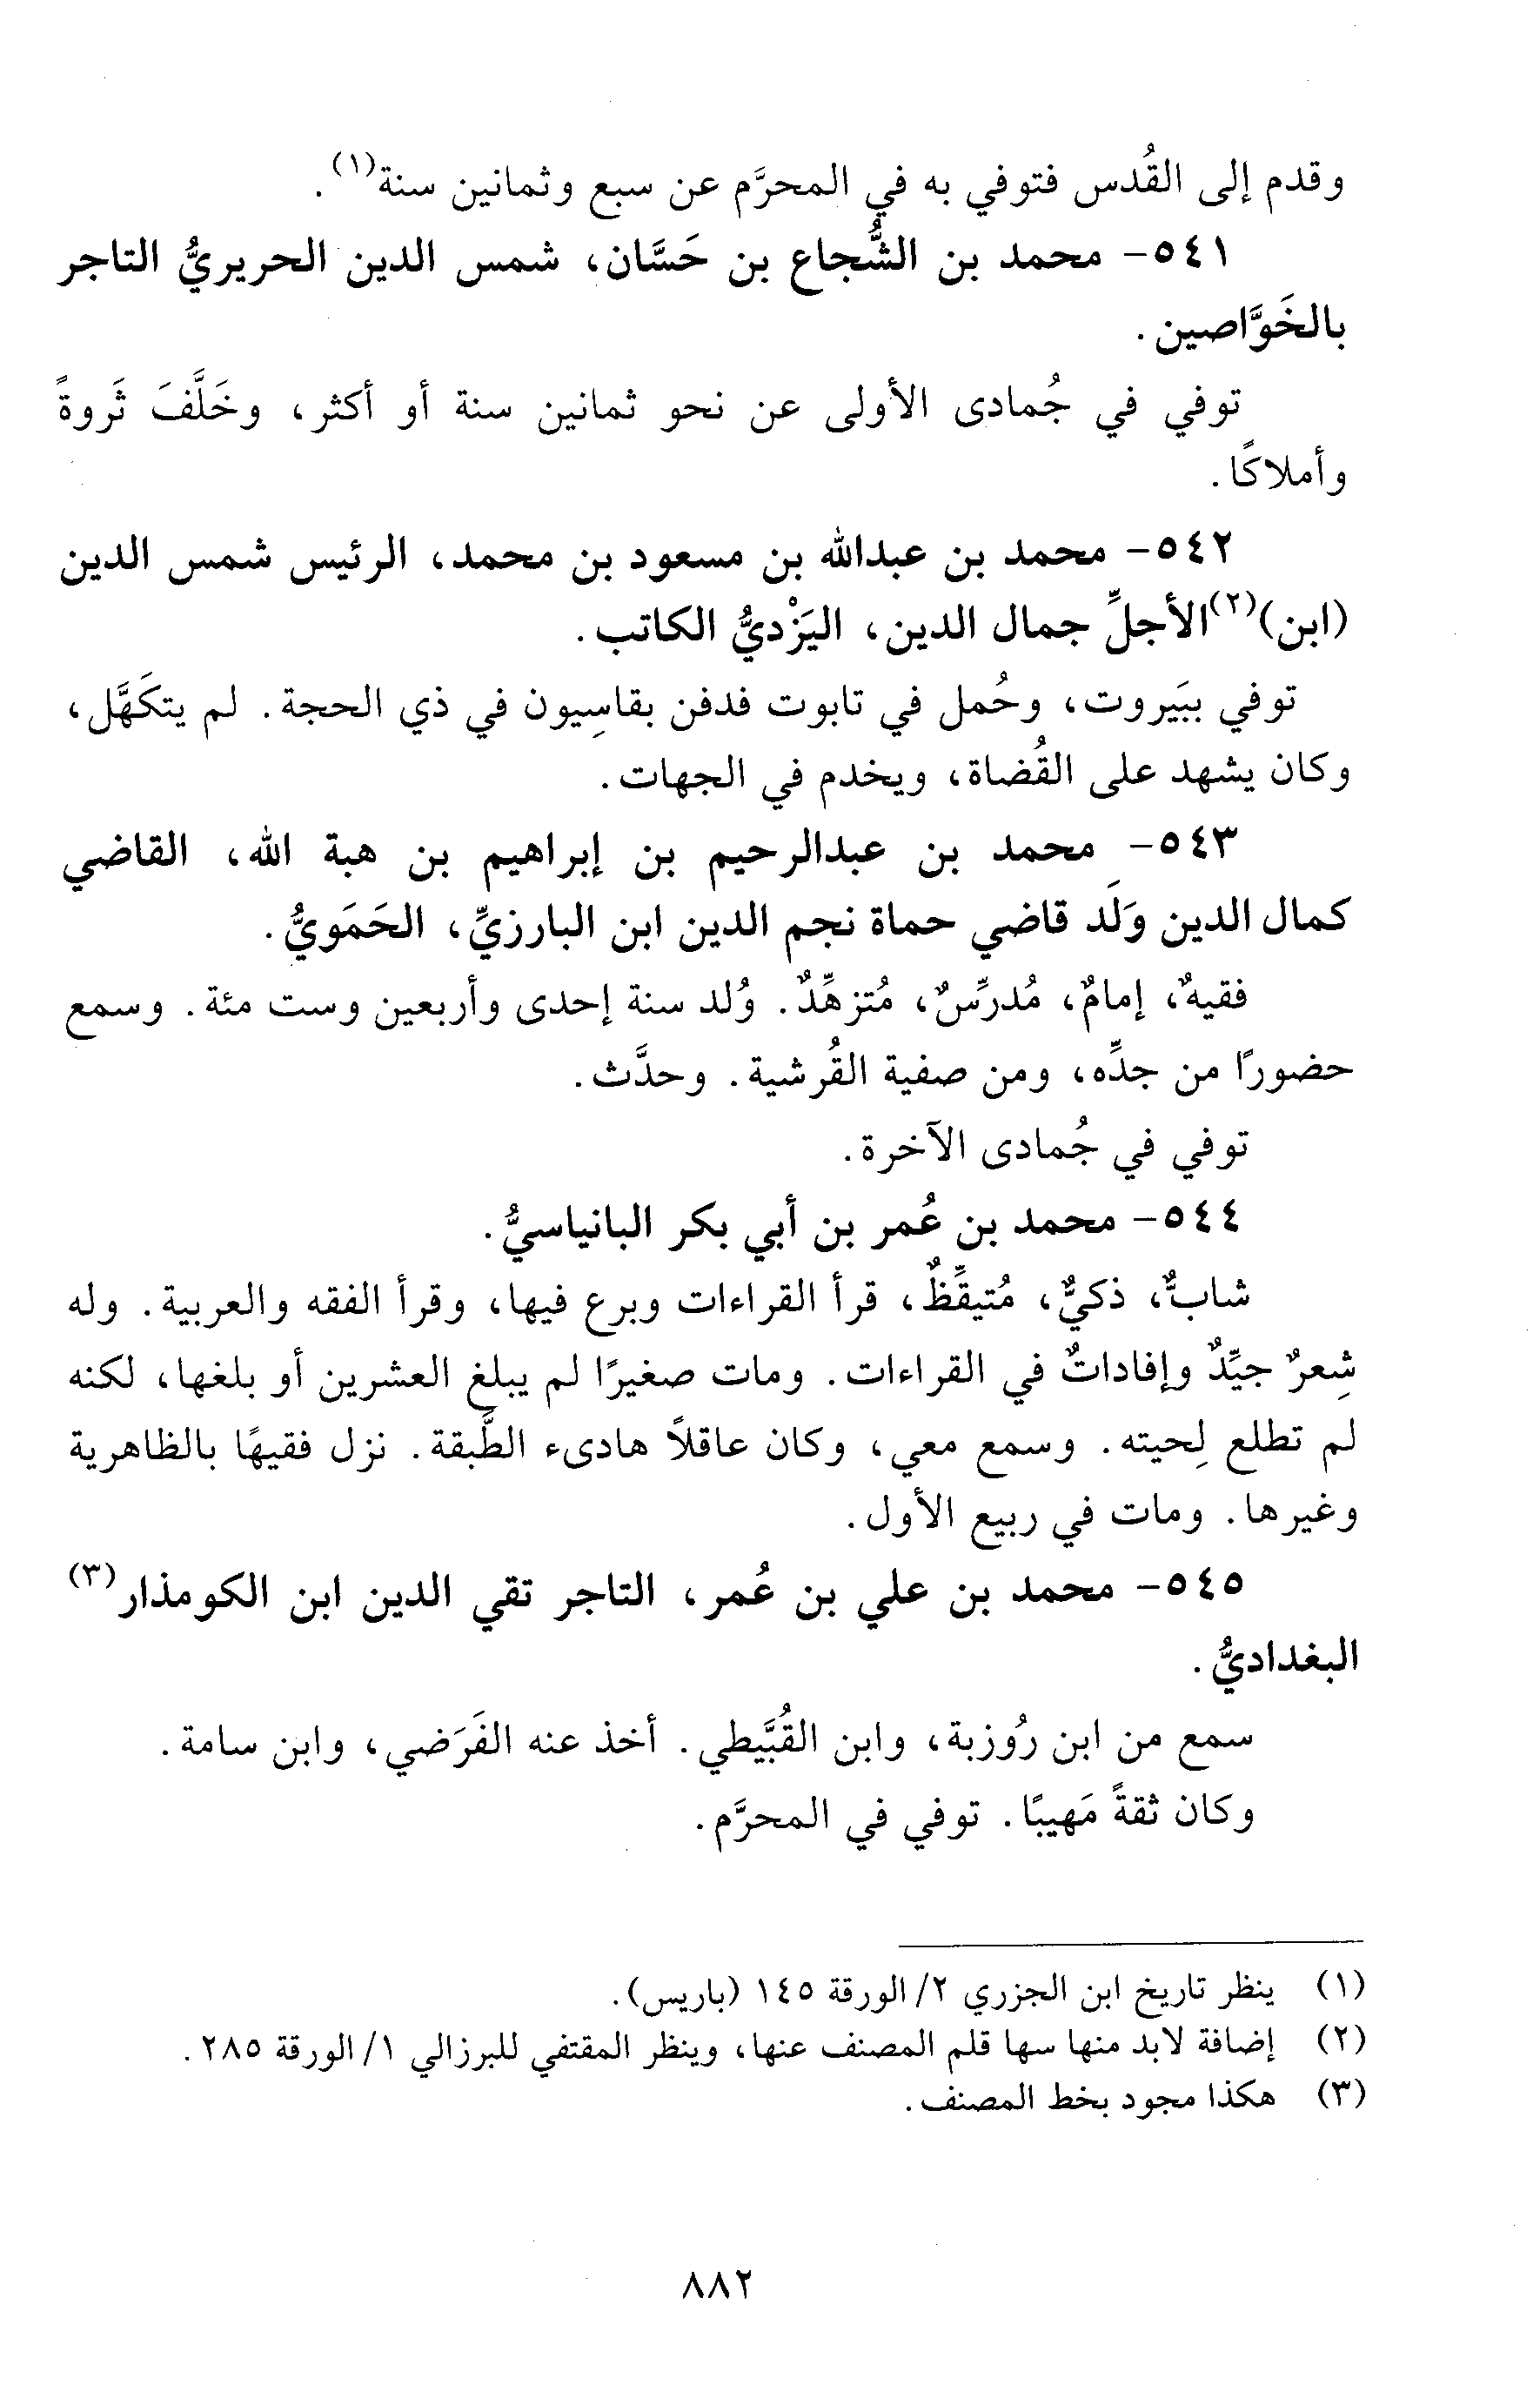 وقدم إلى القُدس فتوفي به في المحرَّم عن سبع وثمانين سنة(١).
٥٤١- محمد بن الشُّجاع بن حَسَّان، شمس الدين الحريريُّ التاجر
بالخَوَّاصين.
توفي في جُمادى الأولى عن نحو ثمانين سنة أو أكثر، وخَلَّفَ ثَروةً
وأملاكًا.
٥٤٢- محمد بن عبدالله بن مسعود بن محمد، الرئيس شمس الدين
(ابن)(٢) الأجلِّ جمال الدين، اليَزْديُّ الكاتب.
توفي ببَيروت، وحُمل في تابوت فدفن بقاسِيون في ذي الحجة. لم يتكَهَّل،
وكان يشهد على القُضاة، ويخدم في الجهات.
٥٤٣- محمد بن عبدالرحيم بن إبراهيم بن هبة الله، القاضي
كمال الدين وَلَد قاضي حماة نجم الدين ابن البارزيِّ، الحَمَويُّ.
فقيهٌ، إمامٌ، مُدرِّسٌ، مُتزهِّدٌ. وُلد سنة إحدى وأربعين وست مئة. وسمع
حضورًا من جدِّه، ومن صفية القُرشية. وحدَّث.
توفي في جُمادى الآخرة.
٥٤٤- محمد بن عُمر بن أبي بكر البانياسيُّ.
شابٌّ، ذكيٌّ، مُتيقِّظٌ، قرأ القراءات وبرع فيها، وقرأ الفقه والعربية. وله
شِعرٌ جيِّدٌ وإفاداتٌ في القراءات. ومات صغيرًا لم يبلغ العشرين أو بلغها، لكنه
لم تطلع لِحيته. وسمع معي، وكان عاقلاً هادىء الطَّبقة. نزل فقيهًا بالظاهرية
وغيرها. ومات في ربيع الأول.
٥٤٥- محمد بن علي بن عُمر، التاجر تقي الدين ابن الكومذار(٣)
البغداديُّ.
سمع من ابن رُوزبة، وابن القُبَّيطي. أخذ عنه الفَرَضي، وابن سامة.
وكان ثقةً مَهيبًا. توفي في المحرَّم.
(١) ينظر تاريخ ابن الجزري ٢/ الورقة ١٤٥ (باريس).
(٢) إضافة لابد منها سها قلم المصنف عنها، وينظر المقتفي للبرزالي ١/ الورقة ٢٨٥.
(٣) هكذا مجود بخط المصنف.
٨٨٢